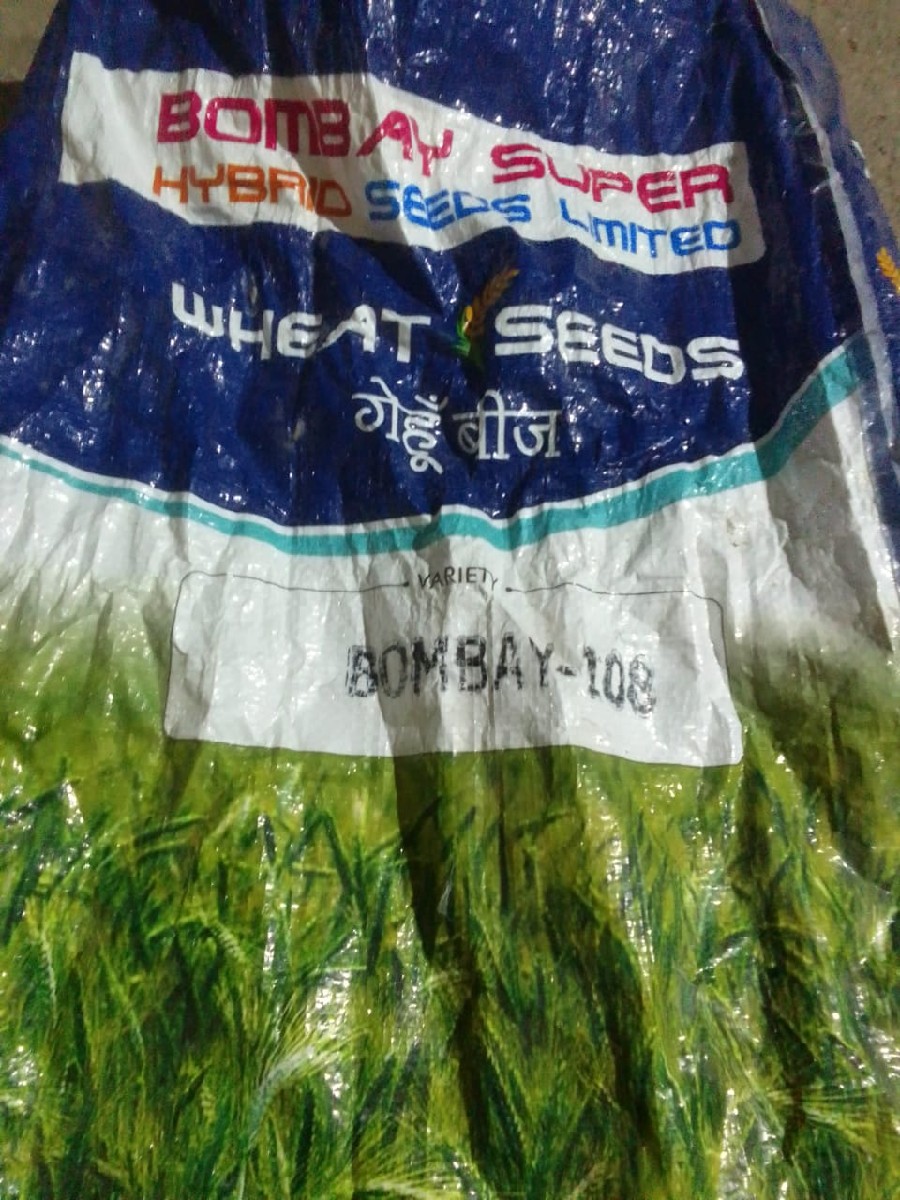 BOMBAY SUPER
HYBRID SEEDS LIMITED
WHEAT SEEDS
गेहूँ बीज
VARIETY
BOMBAY-108